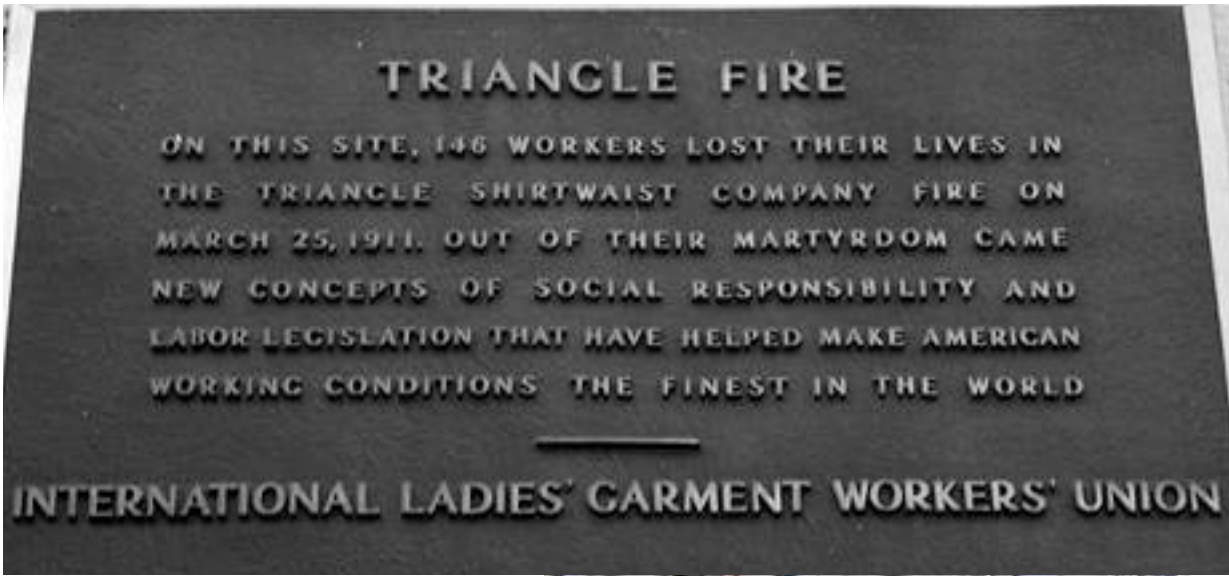 TRIANGLE FIRE
ON THIS SITE, 146 WORKERS LOST THEIR LIVES IN
THE TRIANGLE SHIRTWAIST COMPANY FIRE ON
MARCH 25, 1911. OUT OF THEIR MARTYRDOM CAME
NEW CONCEPTS OF SOCIAL RESPONSIBILITY AND
LABOR LEGISLATION THAT HAVE HELPED MAKE AMERICAN
WORKING CONDITIONS THE FINEST IN THE WORLD
INTERNATIONAL LADIES' GARMENT WORKERS' UNION